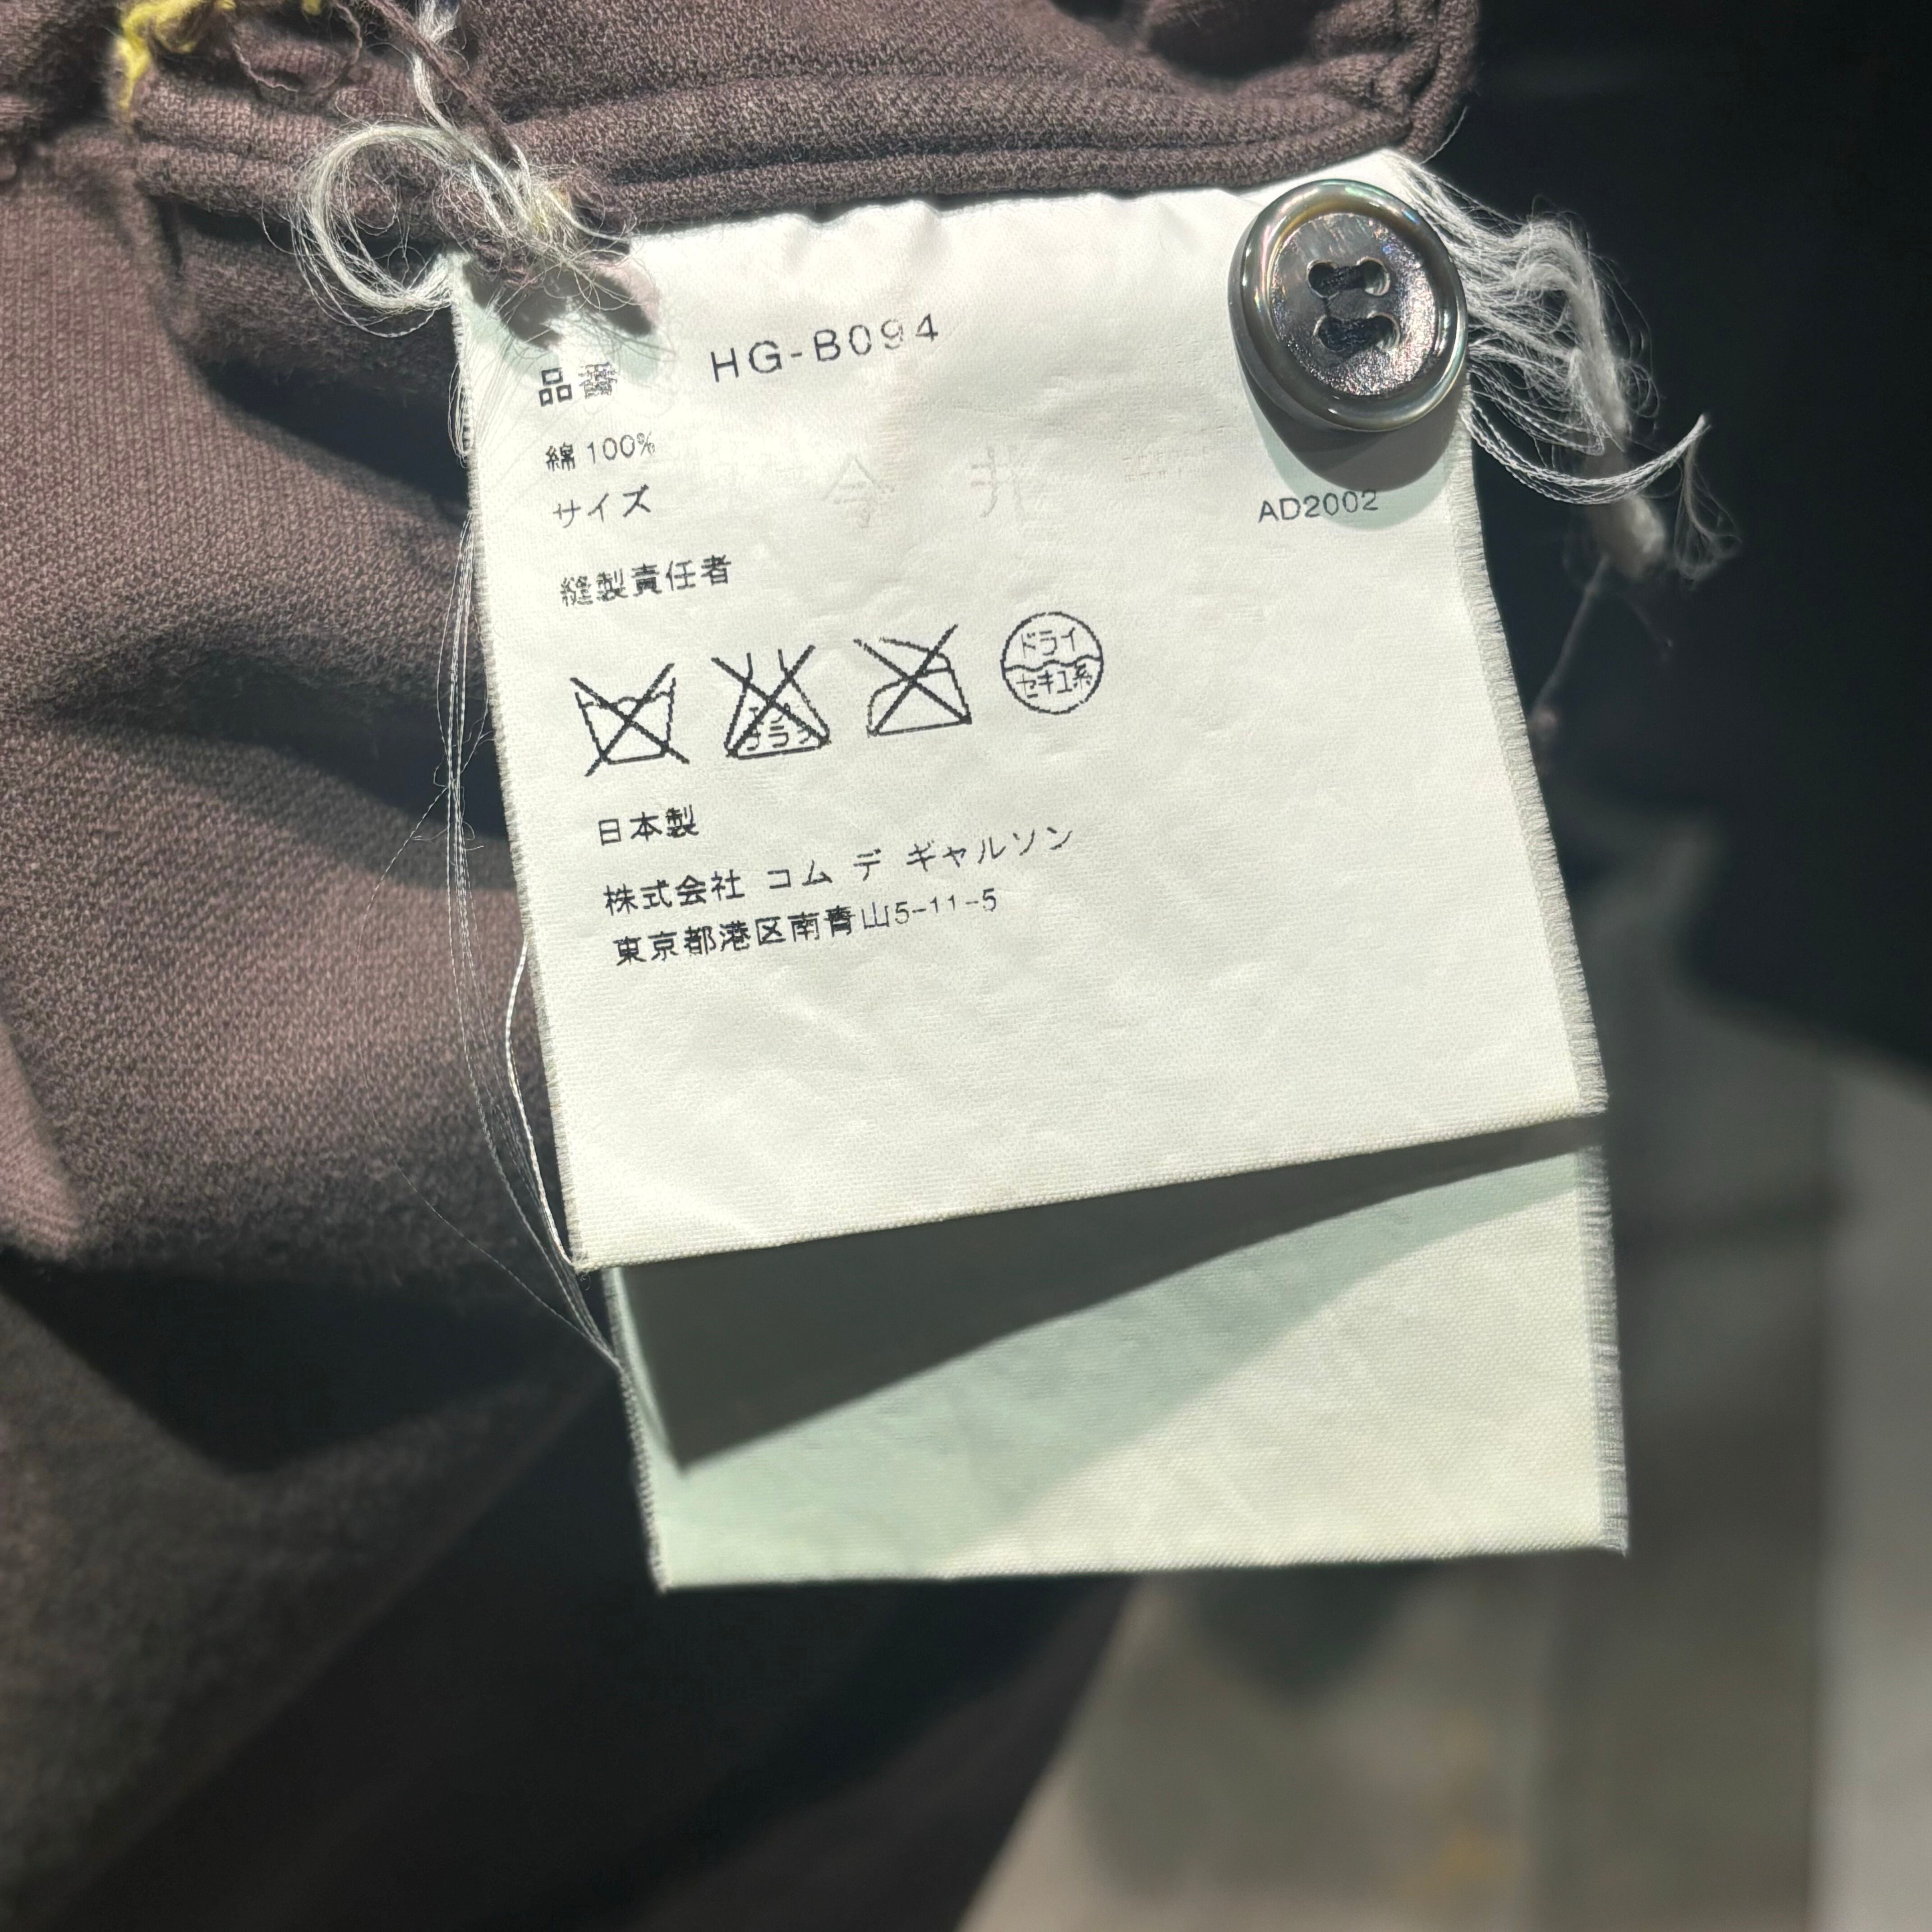 品番 HG-B094
綿 100%
サイズ AD2002
縫製責任者
ドライ
セキユ系
日本製
株式会社 コム デ ギャルソン
東京都港区南青山5-11-5